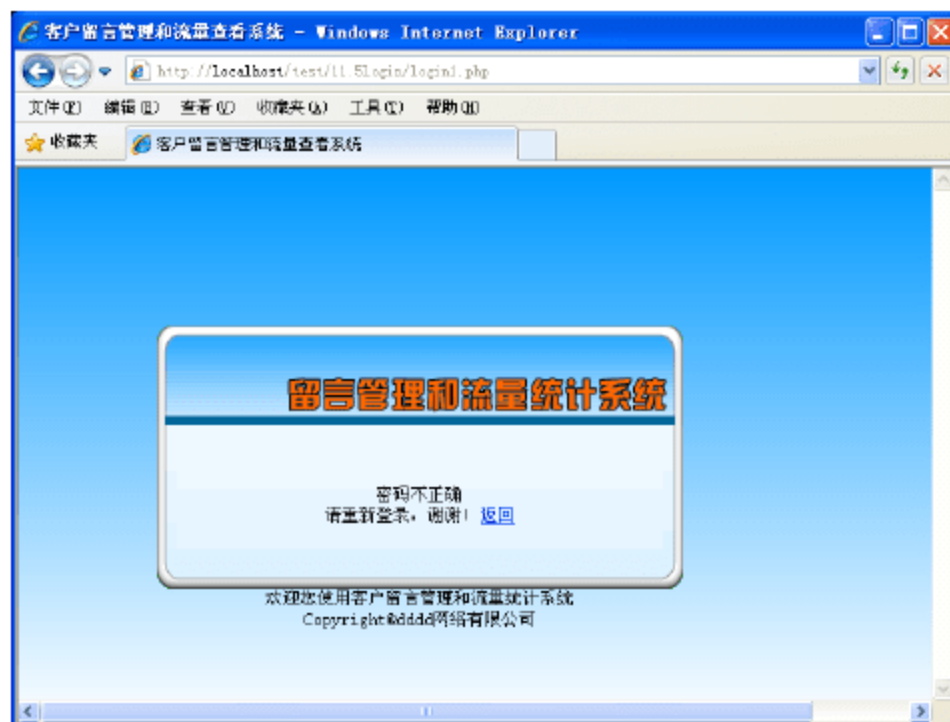 客户留言管理和流量查看系统 - Windows Internet Explorer
http://localhost/test/11.5login/login1.php
文件(F) 编辑(E) 查看(V) 收藏夹(A) 工具(T) 帮助(H)
收藏夹 客户留言管理和流量查看系统
留言管理和流量统计系统
密码不正确
请重新登录，谢谢！返回
欢迎您使用客户留言管理和流量统计系统
Copyright@dddd网络有限公司